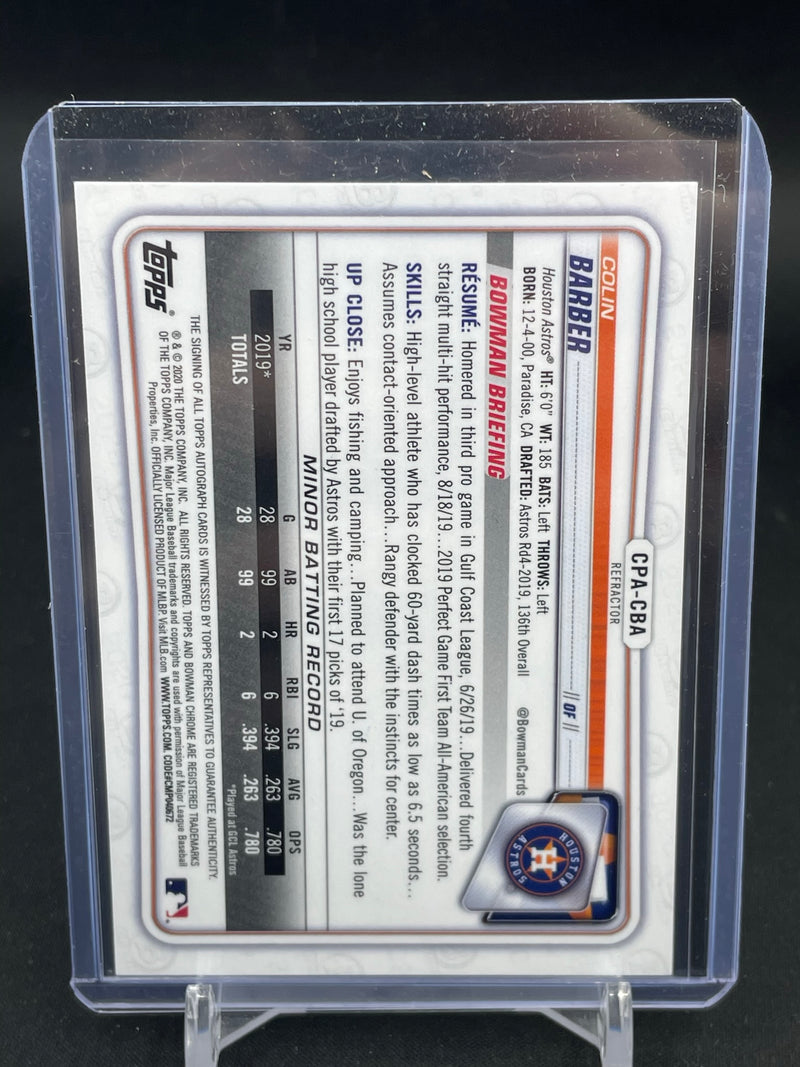 CPA-CBA
REFRACTOR
COLIN
BARBER
OF
Houston Astros® HT: 6'0" WT: 185 BATS: Left THROWS: Left
BORN: 12-4-00, Paradise, CA DRAFTED: Astros Rd4-2019, 136th Overall @BowmanCards
HOUSTON
ASTROS
H
BOWMAN BRIEFING
RÉSUMÉ: Homered in third pro game in Gulf Coast League, 6/26/19...Delivered fourth
straight multi-hit performance, 8/18/19...2019 Perfect Game First Team All-American selection.
SKILLS: High-level athlete who has clocked 60-yard dash times as low as 6.5 seconds...
Assumes contact-oriented approach...Rangy defender with the instincts for center.
UP CLOSE: Enjoys fishing and camping...Planned to attend U. of Oregon...Was the lone
high school player drafted by Astros with their first 17 picks of '19.
MINOR BATTING RECORD
YR G AB HR RBI SLG AVG OPS
2019* 28 99 2 6 .394 .263 .780
TOTALS 28 99 2 6 .394 .263 .780
*Played at GCL Astros
THE SIGNING OF ALL TOPPS AUTOGRAPH CARDS IS WITNESSED BY TOPPS REPRESENTATIVES TO GUARANTEE AUTHENTICITY.
topps®
® & © 2020 THE TOPPS COMPANY, INC. ALL RIGHTS RESERVED. TOPPS AND BOWMAN CHROME ARE REGISTERED TRADEMARKS
OF THE TOPPS COMPANY, INC. Major League Baseball trademarks and copyrights are used with permission of Major League Baseball
Properties, Inc. OFFICIALLY LICENSED PRODUCT OF MLBP. Visit MLB.com WWW.TOPPS.COM. CODE#CMP040672